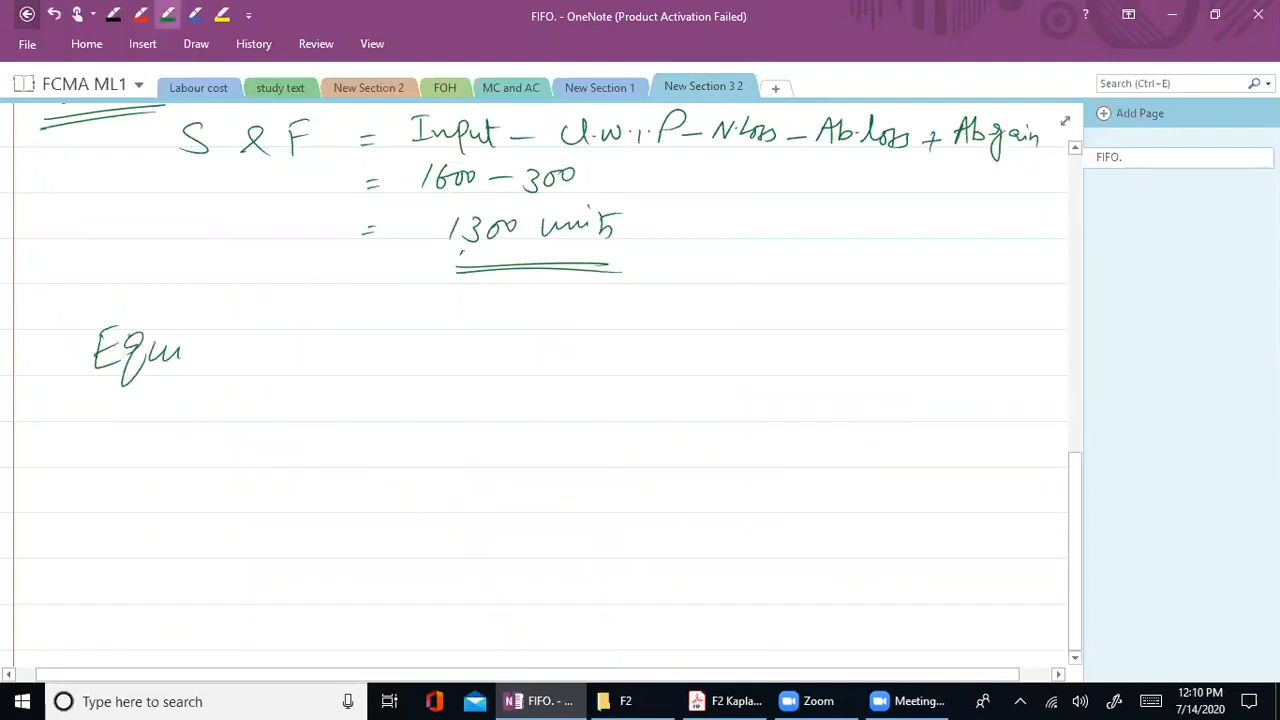 FIFO. - OneNote (Product Activation Failed)
?
File Home Insert Draw History Review View
FCMA ML1
Labour cost study text New Section 2 FOH MC and AC New Section 1 New Section 3 2
Search (Ctrl+E)
Add Page
FIFO.
S & F = Input - Cl.w.i.P - N.Loss - Ab.loss + Ab gain
= 1600 - 300
= 1300 units
Equi
Type here to search
FIFO. - ...
F2
F2 Kapla...
Zoom
Meeting...
12:10 PM
7/14/2020